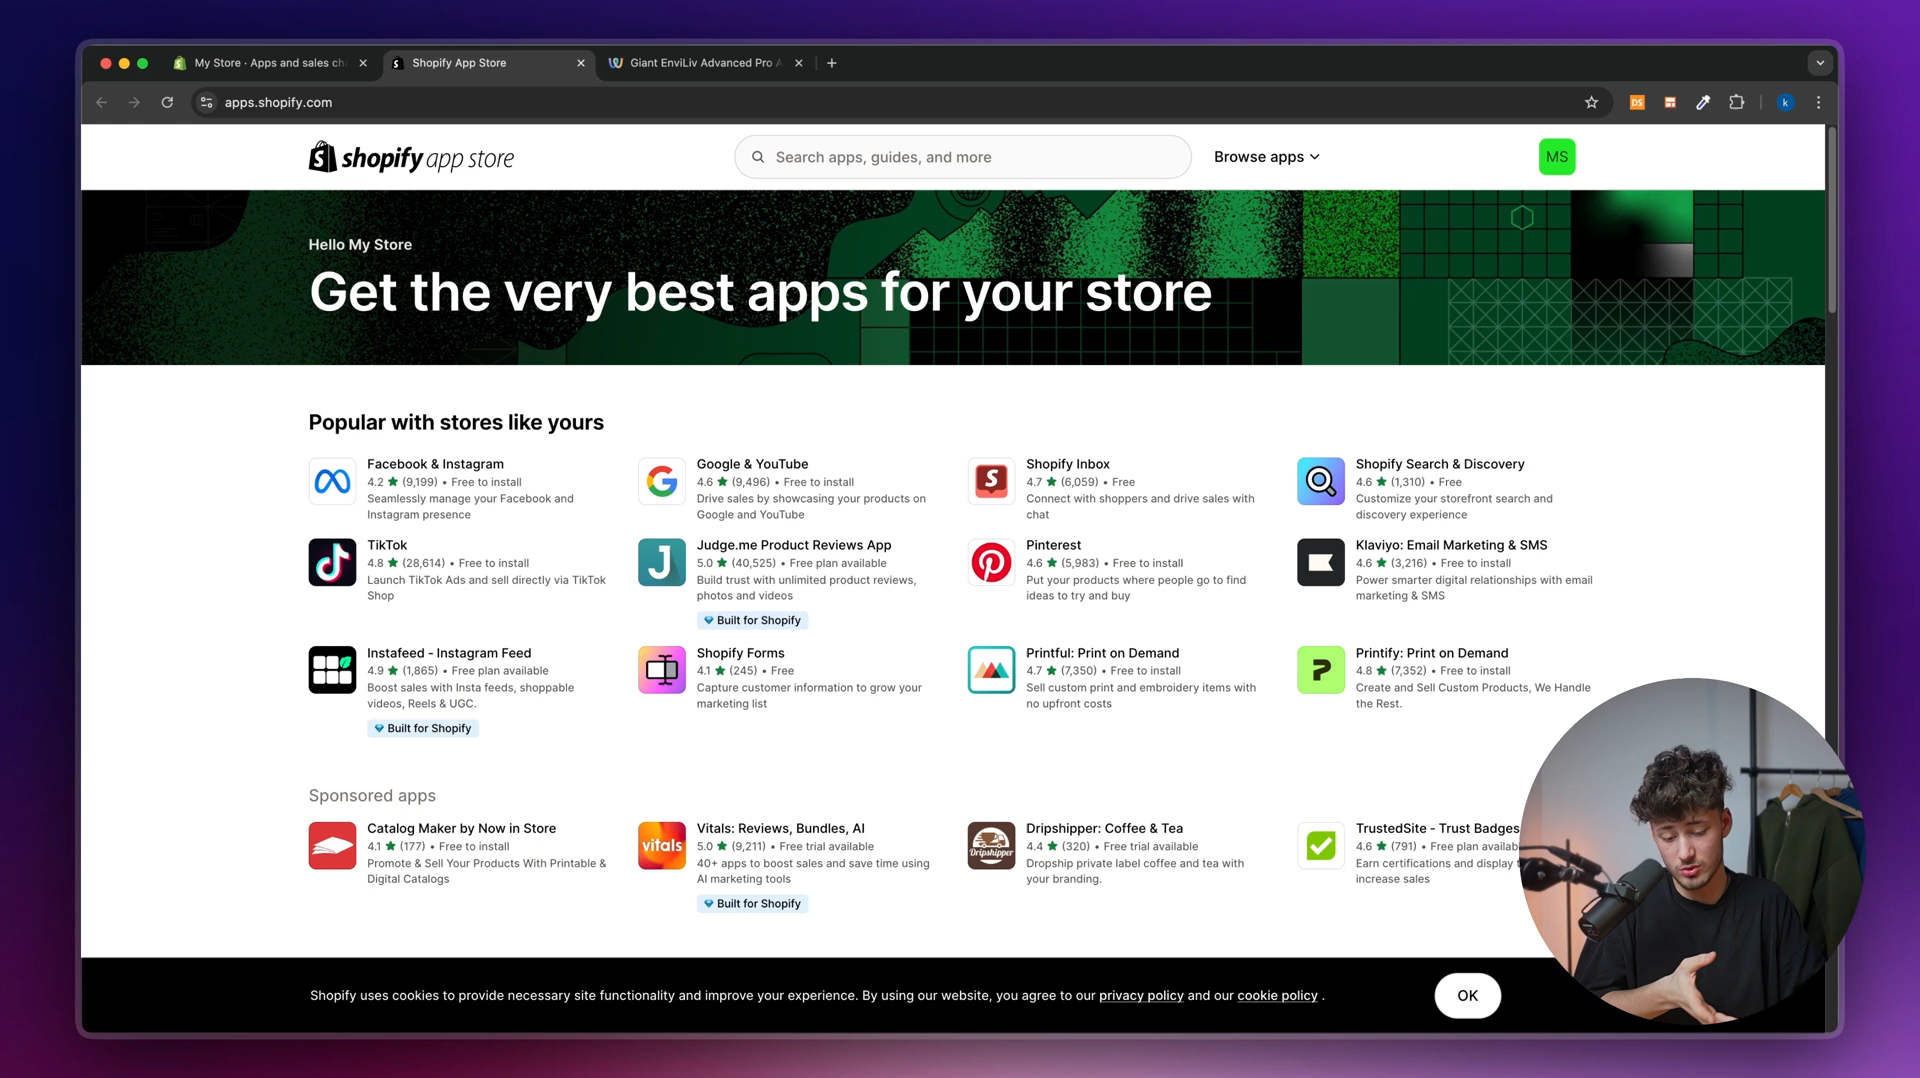 My Store · Apps and sales ch
Shopify App Store
Giant EnviLiv Advanced Pro A
apps.shopify.com
DS
k
shopify app store
Search apps, guides, and more
Browse apps
MS
Hello My Store
Get the very best apps for your store
Popular with stores like yours
Facebook & Instagram
4.2 ★ (9,199) • Free to install
Seamlessly manage your Facebook and
Instagram presence
Google & YouTube
4.6 ★ (9,496) • Free to install
Drive sales by showcasing your products on
Google and YouTube
Shopify Inbox
4.7 ★ (6,059) • Free
Connect with shoppers and drive sales with
chat
Shopify Search & Discovery
4.6 ★ (1,310) • Free
Customize your storefront search and
discovery experience
TikTok
4.8 ★ (28,614) • Free to install
Launch TikTok Ads and sell directly via TikTok
Shop
Judge.me Product Reviews App
5.0 ★ (40,525) • Free plan available
Build trust with unlimited product reviews,
photos and videos
Built for Shopify
Pinterest
4.6 ★ (5,983) • Free to install
Put your products where people go to find
ideas to try and buy
Klaviyo: Email Marketing & SMS
4.6 ★ (3,216) • Free to install
Power smarter digital relationships with email
marketing & SMS
Instafeed - Instagram Feed
4.9 ★ (1,865) • Free plan available
Boost sales with Insta feeds, shoppable
videos, Reels & UGC.
Built for Shopify
Shopify Forms
4.1 ★ (245) • Free
Capture customer information to grow your
marketing list
Printful: Print on Demand
4.7 ★ (7,350) • Free to install
Sell custom print and embroidery items with
no upfront costs
Printify: Print on Demand
4.8 ★ (7,352) • Free to install
Create and Sell Custom Products, We Handle
the Rest.
Sponsored apps
Catalog Maker by Now in Store
4.1 ★ (177) • Free to install
Promote & Sell Your Products With Printable &
Digital Catalogs
vitals
Vitals: Reviews, Bundles, AI
5.0 ★ (9,211) • Free trial available
40+ apps to boost sales and save time using
AI marketing tools
Built for Shopify
Dripshipper
Dripshipper: Coffee & Tea
4.4 ★ (320) • Free trial available
Dropship private label coffee and tea with
your branding.
TrustedSite - Trust Badges
4.6 ★ (791) • Free plan availab
Earn certifications and display
increase sales
Shopify uses cookies to provide necessary site functionality and improve your experience. By using our website, you agree to our privacy policy and our cookie policy .
OK